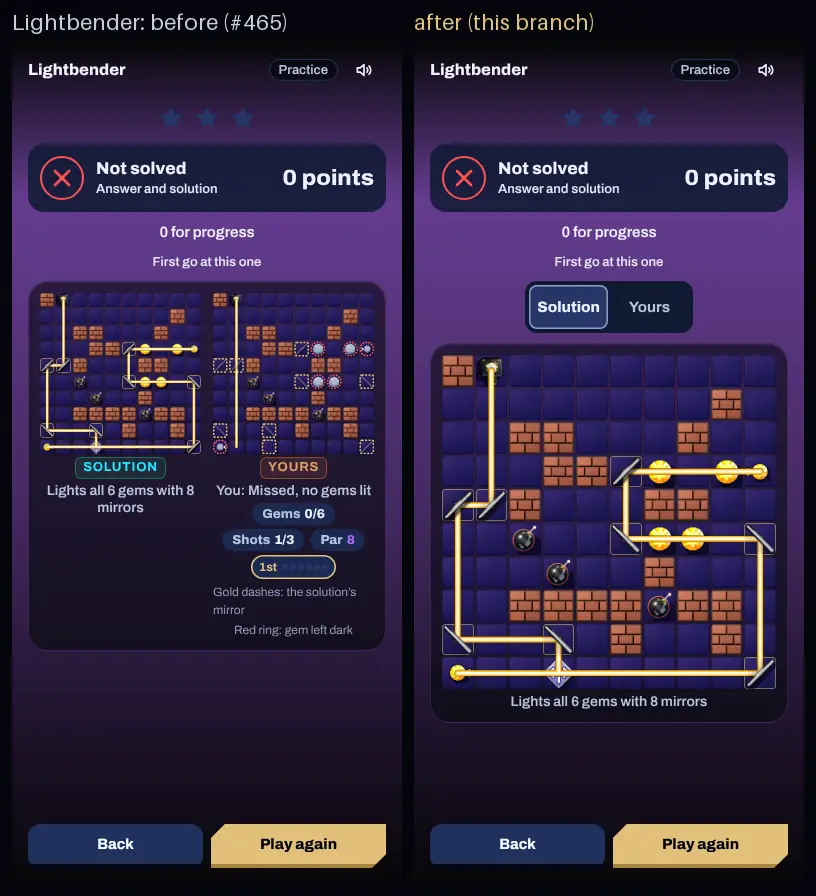 Lightbender: before (#465)
Lightbender
Practice
Not solved
Answer and solution
0 points
0 for progress
First go at this one
SOLUTION
Lights all 6 gems with 8
mirrors
YOURS
You: Missed, no gems lit
Gems 0/6
Shots 1/3
Par 8
1st
Gold dashes: the solution's
mirror
Red ring: gem left dark
Back
Play again
after (this branch)
Lightbender
Practice
Not solved
Answer and solution
0 points
0 for progress
First go at this one
Solution
Yours
Lights all 6 gems with 8 mirrors
Back
Play again